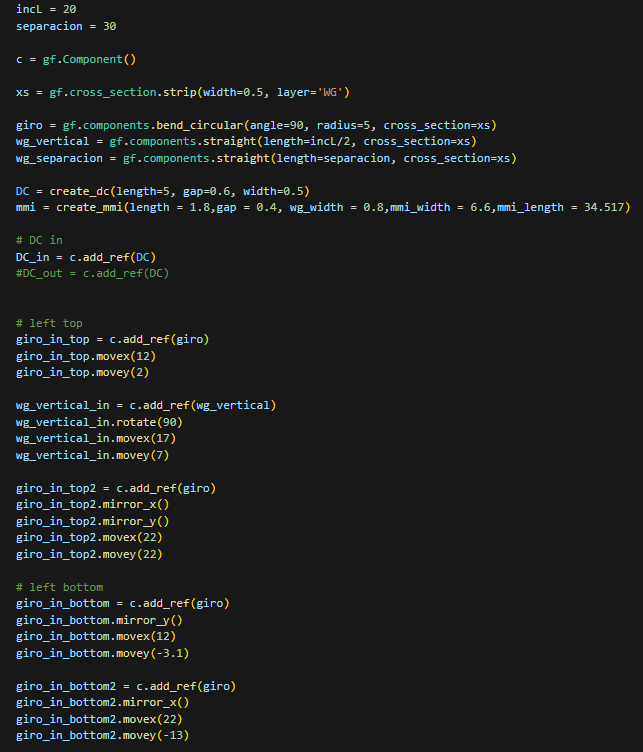 incL = 20
separacion = 30
c = gf.Component()
xs = gf.cross_section.strip(width=0.5, layer='WG')
giro = gf.components.bend_circular(angle=90, radius=5, cross_section=xs)
wg_vertical = gf.components.straight(length=incL/2, cross_section=xs)
wg_separacion = gf.components.straight(length=separacion, cross_section=xs)
DC = create_dc(length=5, gap=0.6, width=0.5)
mmi = create_mmi(length = 1.8,gap = 0.4, wg_width = 0.8,mmi_width = 6.6,mmi_length = 34.517)
# DC in
DC_in = c.add_ref(DC)
#DC_out = c.add_ref(DC)
# left top
giro_in_top = c.add_ref(giro)
giro_in_top.movex(12)
giro_in_top.movey(2)
wg_vertical_in = c.add_ref(wg_vertical)
wg_vertical_in.rotate(90)
wg_vertical_in.movex(17)
wg_vertical_in.movey(7)
giro_in_top2 = c.add_ref(giro)
giro_in_top2.mirror_x()
giro_in_top2.mirror_y()
giro_in_top2.movex(22)
giro_in_top2.movey(22)
# left bottom
giro_in_bottom = c.add_ref(giro)
giro_in_bottom.mirror_y()
giro_in_bottom.movex(12)
giro_in_bottom.movey(-3.1)
giro_in_bottom2 = c.add_ref(giro)
giro_in_bottom2.mirror_x()
giro_in_bottom2.movex(22)
giro_in_bottom2.movey(-13)